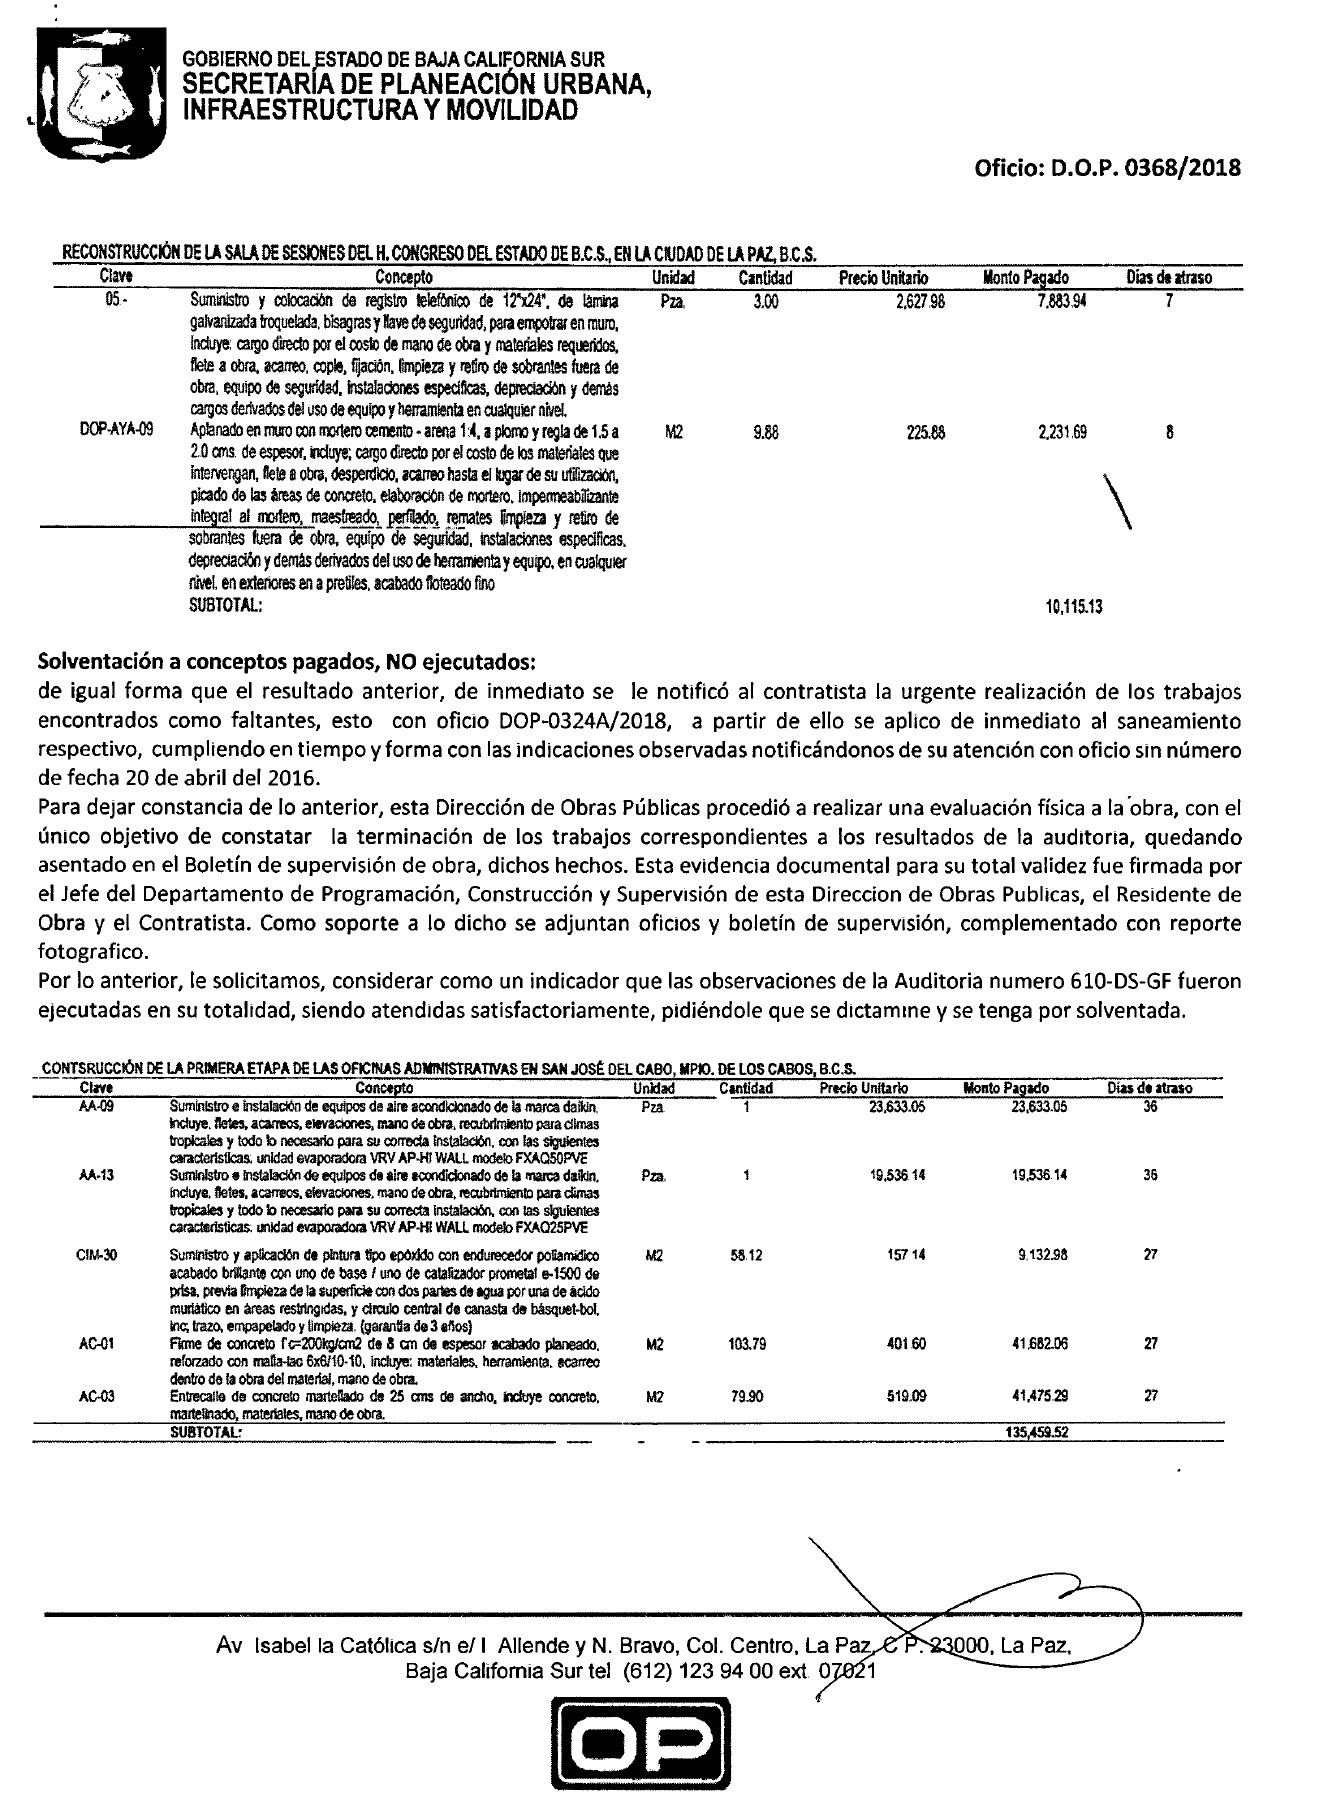 GOBIERNO DEL ESTADO DE BAJA CALIFORNIA SUR
SECRETARÍA DE PLANEACIÓN URBANA,
INFRAESTRUCTURA Y MOVILIDAD
Oficio: D.O.P. 0368/2018
RECONSTRUCCIÓN DE LA SALA DE SESIONES DEL H. CONGRESO DEL ESTADO DE B.C.S., EN LA CIUDAD DE LA PAZ, B.C.S.
Clave Concepto Unidad Cantidad Precio Unitario Monto Pagado Dias de atraso
05 - Suministro y colocación de registro telefónico de 12"x24", de lámina Pza. 3.00 2,627.98 7,883.94 7
galvanizada troquelada, bisagras y llave de seguridad, para empotrar en muro,
incluye: cargo directo por el costo de mano de obra y materiales requeridos,
flete a obra, acarreo, cople, fijación, limpieza y retiro de sobrantes fuera de
obra, equipo de seguridad, instalaciones específicas, depreciación y demás
cargos derivados del uso de equipo y herramienta en cualquier nivel.
DOP-AYA-09 Aplanado en muro con mortero cemento - arena 1:4, a plomo y regla de 1.5 a M2 9.88 225.88 2,231.69 8
2.0 cms. de espesor, incluye; cargo directo por el costo de los materiales que
intervengan, flete a obra, desperdicio, acarreo hasta el lugar de su utilización,
picado de las áreas de concreto, elaboración de mortero, impermeabilizante
integral al mortero, maestreado, perfilado, remates limpieza y retiro de
sobrantes fuera de obra, equipo de seguridad, instalaciones especificas,
depreciación y demás derivados del uso de herramienta y equipo, en cualquier
nivel, en exteriores en a pretiles, acabado floteado fino
SUBTOTAL: 10,115.13
Solventación a conceptos pagados, NO ejecutados:
de igual forma que el resultado anterior, de inmediato se le notificó al contratista la urgente realización de los trabajos
encontrados como faltantes, esto con oficio DOP-0324A/2018, a partir de ello se aplico de inmediato al saneamiento
respectivo, cumpliendo en tiempo y forma con las indicaciones observadas notificándonos de su atención con oficio sin número
de fecha 20 de abril del 2016.
Para dejar constancia de lo anterior, esta Dirección de Obras Públicas procedió a realizar una evaluación física a la obra, con el
único objetivo de constatar la terminación de los trabajos correspondientes a los resultados de la auditoria, quedando
asentado en el Boletín de supervisión de obra, dichos hechos. Esta evidencia documental para su total validez fue firmada por
el Jefe del Departamento de Programación, Construcción y Supervisión de esta Direccion de Obras Publicas, el Residente de
Obra y el Contratista. Como soporte a lo dicho se adjuntan oficios y boletín de supervisión, complementado con reporte
fotografico.
Por lo anterior, le solicitamos, considerar como un indicador que las observaciones de la Auditoria numero 610-DS-GF fueron
ejecutadas en su totalidad, siendo atendidas satisfactoriamente, pidiéndole que se dictamine y se tenga por solventada.
CONTSRUCCIÓN DE LA PRIMERA ETAPA DE LAS OFICINAS ADMINISTRATIVAS EN SAN JOSÉ DEL CABO, MPIO. DE LOS CABOS, B.C.S.
Clave Concepto Unidad Cantidad Precio Unitario Monto Pagado Dias de atraso
AA-09 Suministro e instalación de equipos de aire acondicionado de la marca daikin, Pza. 1 23,633.05 23,633.05 36
incluye, fletes, acarreos, elevaciones, mano de obra, recubrimiento para climas
tropicales y todo lo necesario para su correcta instalación, con las siguientes
características: unidad evaporadora VRV AP-HI WALL modelo FXAQ50PVE
AA-13 Suministro e instalación de equipos de aire acondicionado de la marca daikin, Pza. 1 19,536.14 19,536.14 36
incluye, fletes, acarreos, elevaciones, mano de obra, recubrimiento para climas
tropicales y todo lo necesario para su correcta instalación, con las siguientes
características: unidad evaporadora VRV AP-HI WALL modelo FXAQ25PVE
CIM-30 Suministro y aplicación de pintura tipo epóxido con endurecedor poliamidico M2 58.12 157 14 9,132.98 27
acabado brillante con uno de base / uno de catalizador prometal e-1500 de
prisa, previa limpieza de la superficie con dos partes de agua por una de ácido
muriático en áreas restringidas, y círculo central de canasta de básquet-bol,
inc; trazo, empapelado y limpieza. (garantía de 3 años)
AC-01 Firme de concreto f'c=200kg/cm2 de 8 cm de espesor acabado planeado, M2 103.79 401 60 41,682.06 27
reforzado con malla-lac 6x6/10-10, incluye: materiales, herramienta, acarreo
dentro de la obra del material, mano de obra.
AC-03 Entrecalle de concreto martellado de 25 cms de ancho, incluye concreto, M2 79.90 519.09 41,475.29 27
martelinado, materiales, mano de obra.
SUBTOTAL: 135,459.52
Av Isabel la Católica s/n e/ I Allende y N. Bravo, Col. Centro, La Paz, C P. 23000, La Paz,
Baja California Sur tel (612) 123 94 00 ext 07021
OP